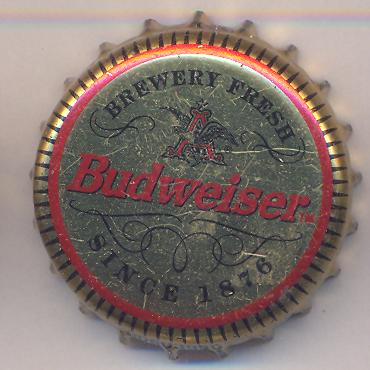 BREWERY FRESH
A
Budweiser™
SINCE 1876